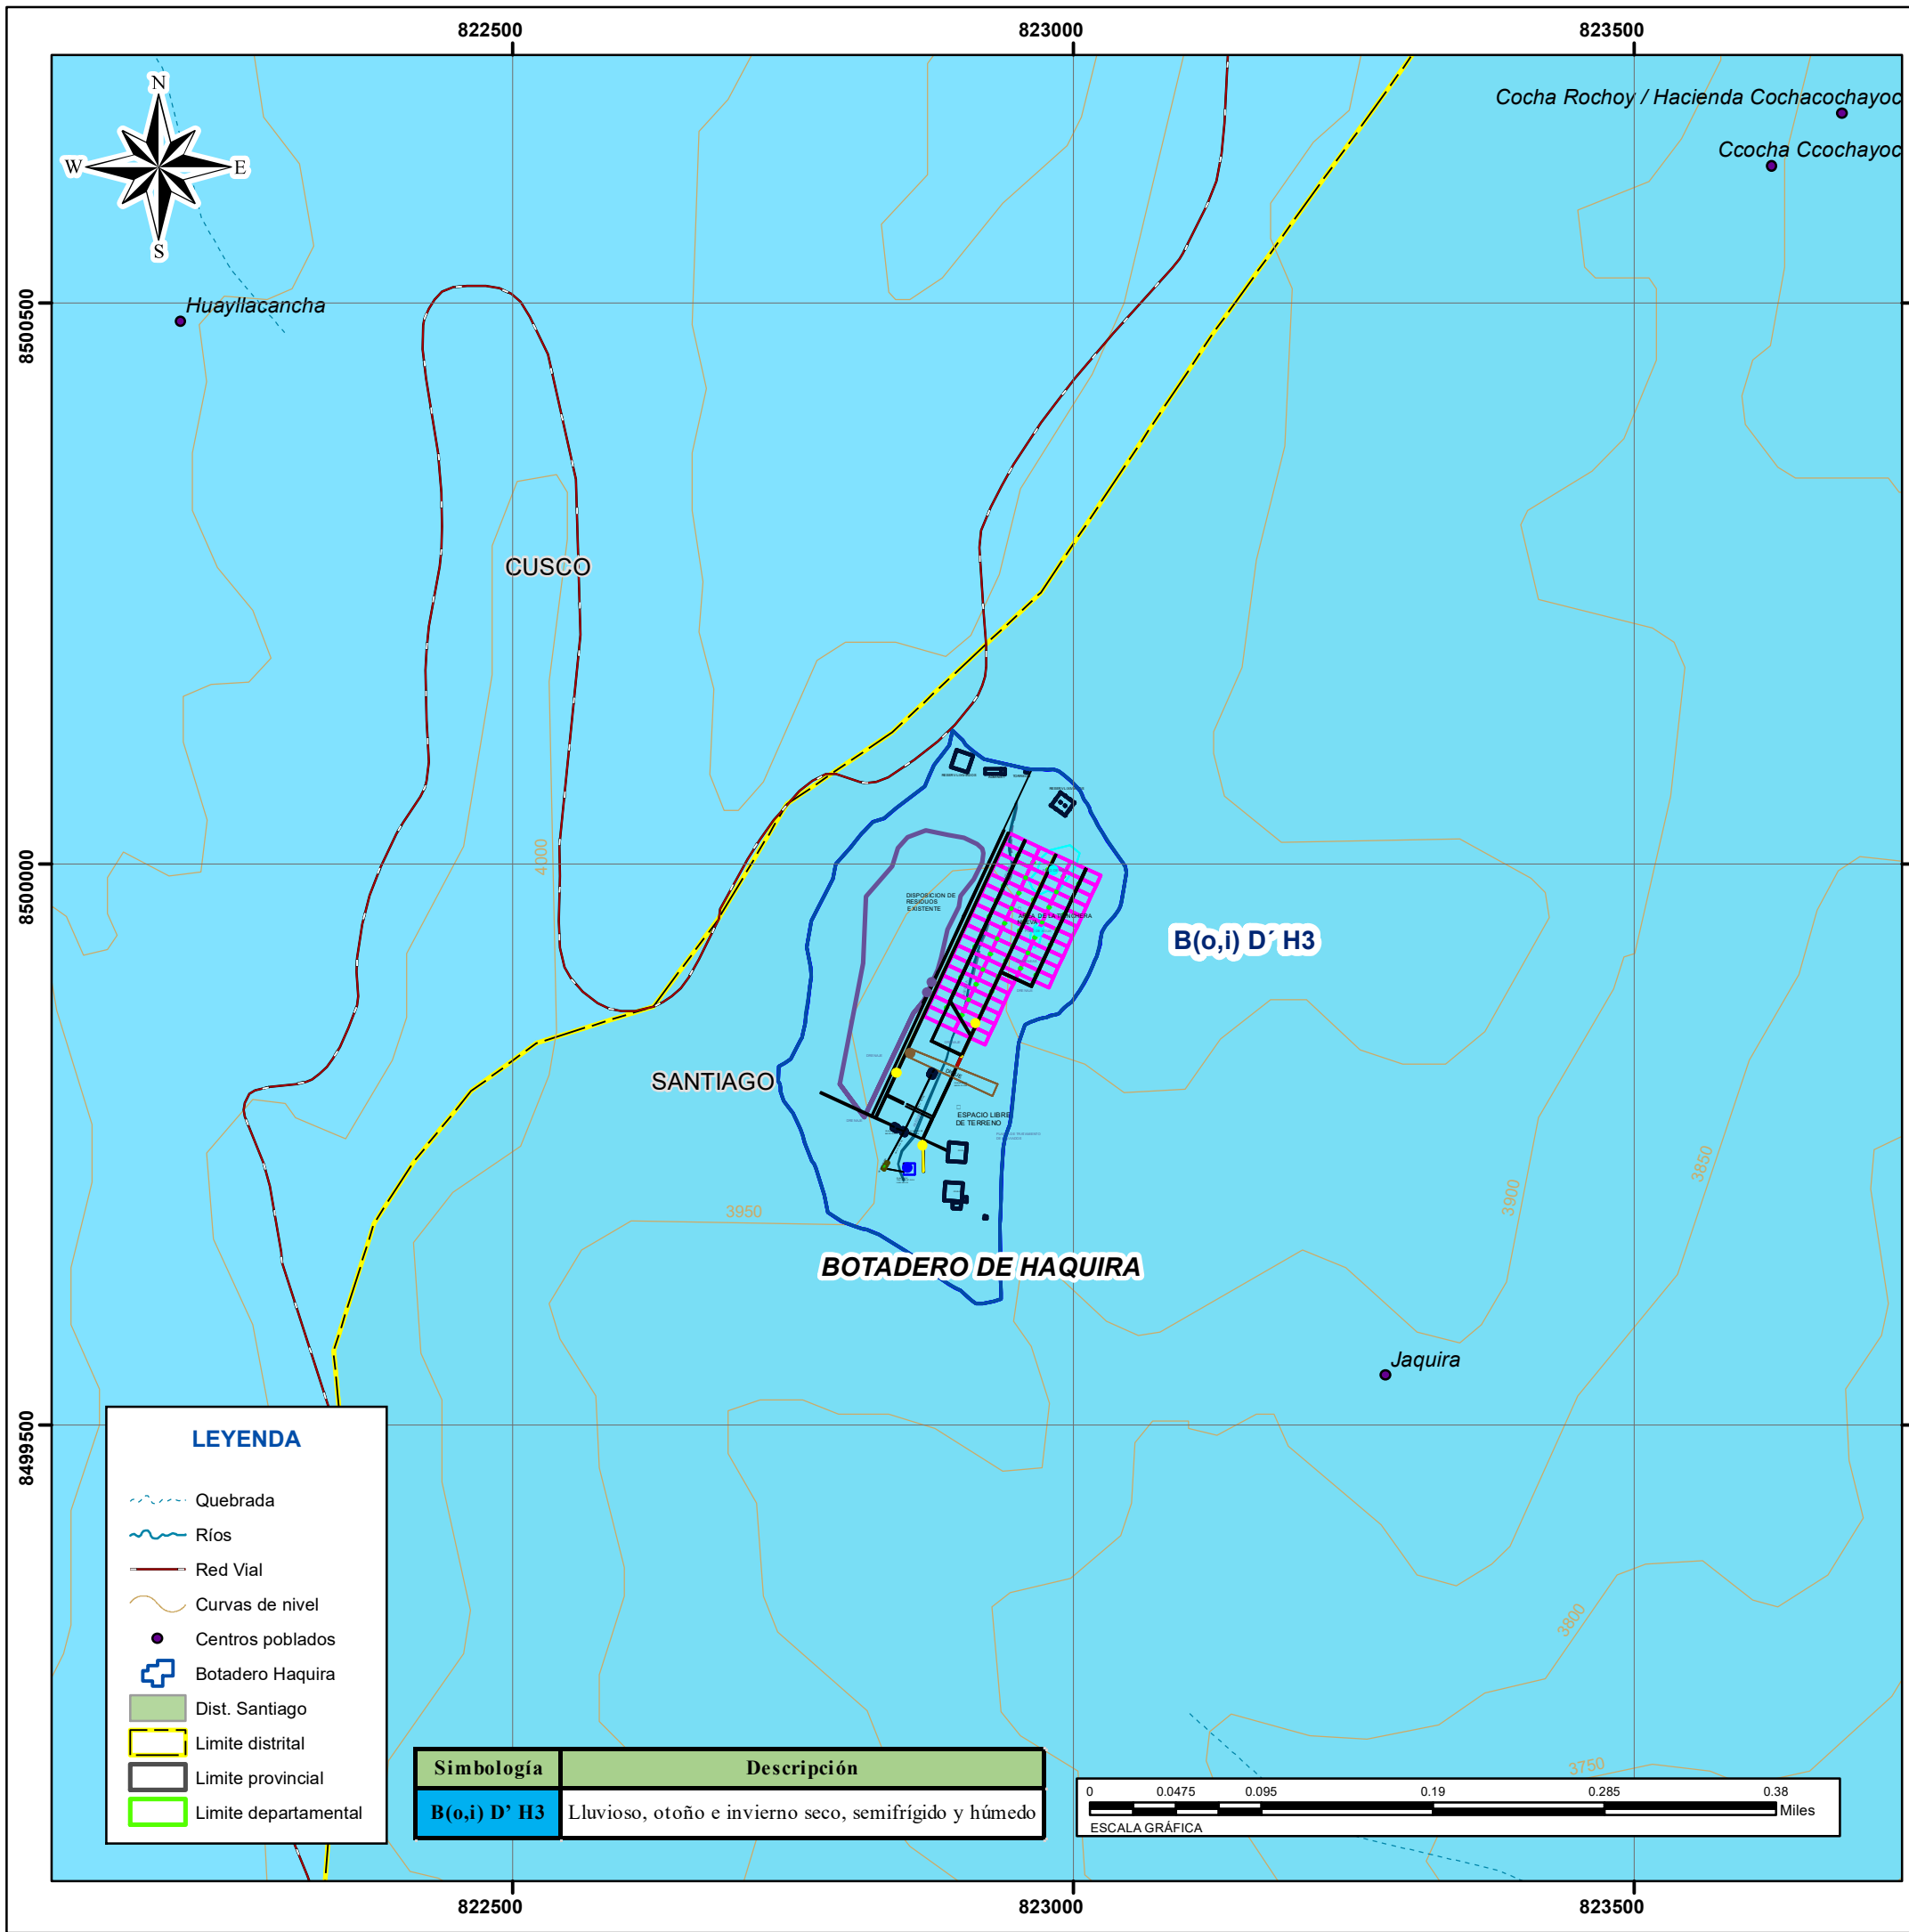 822500
823000
823500
Cocha Rochoy / Hacienda Cochacochayoc
Ccocha Ccochayoc
N
W
E
S
8500500
Huayllacancha
CUSCO
4000
8500000
DISPOSICION DE
RESIDUOS
EXISTENTE
B(o,i) D´ H3
SANTIAGO
ESPACIO LIBRE
DE TERRENO
3950
3900
3850
BOTADERO DE HAQUIRA
Jaquira
8499500
3800
3750
LEYENDA
Quebrada
Ríos
Red Vial
Curvas de nivel
Centros poblados
Botadero Haquira
Dist. Santiago
Limite distrital
Limite provincial
Limite departamental
Simbología
Descripción
B(o,i) D’ H3
Lluvioso, otoño e invierno seco, semifrígido y húmedo
0 0.0475 0.095 0.19 0.285 0.38
Miles
ESCALA GRÁFICA
822500
823000
823500